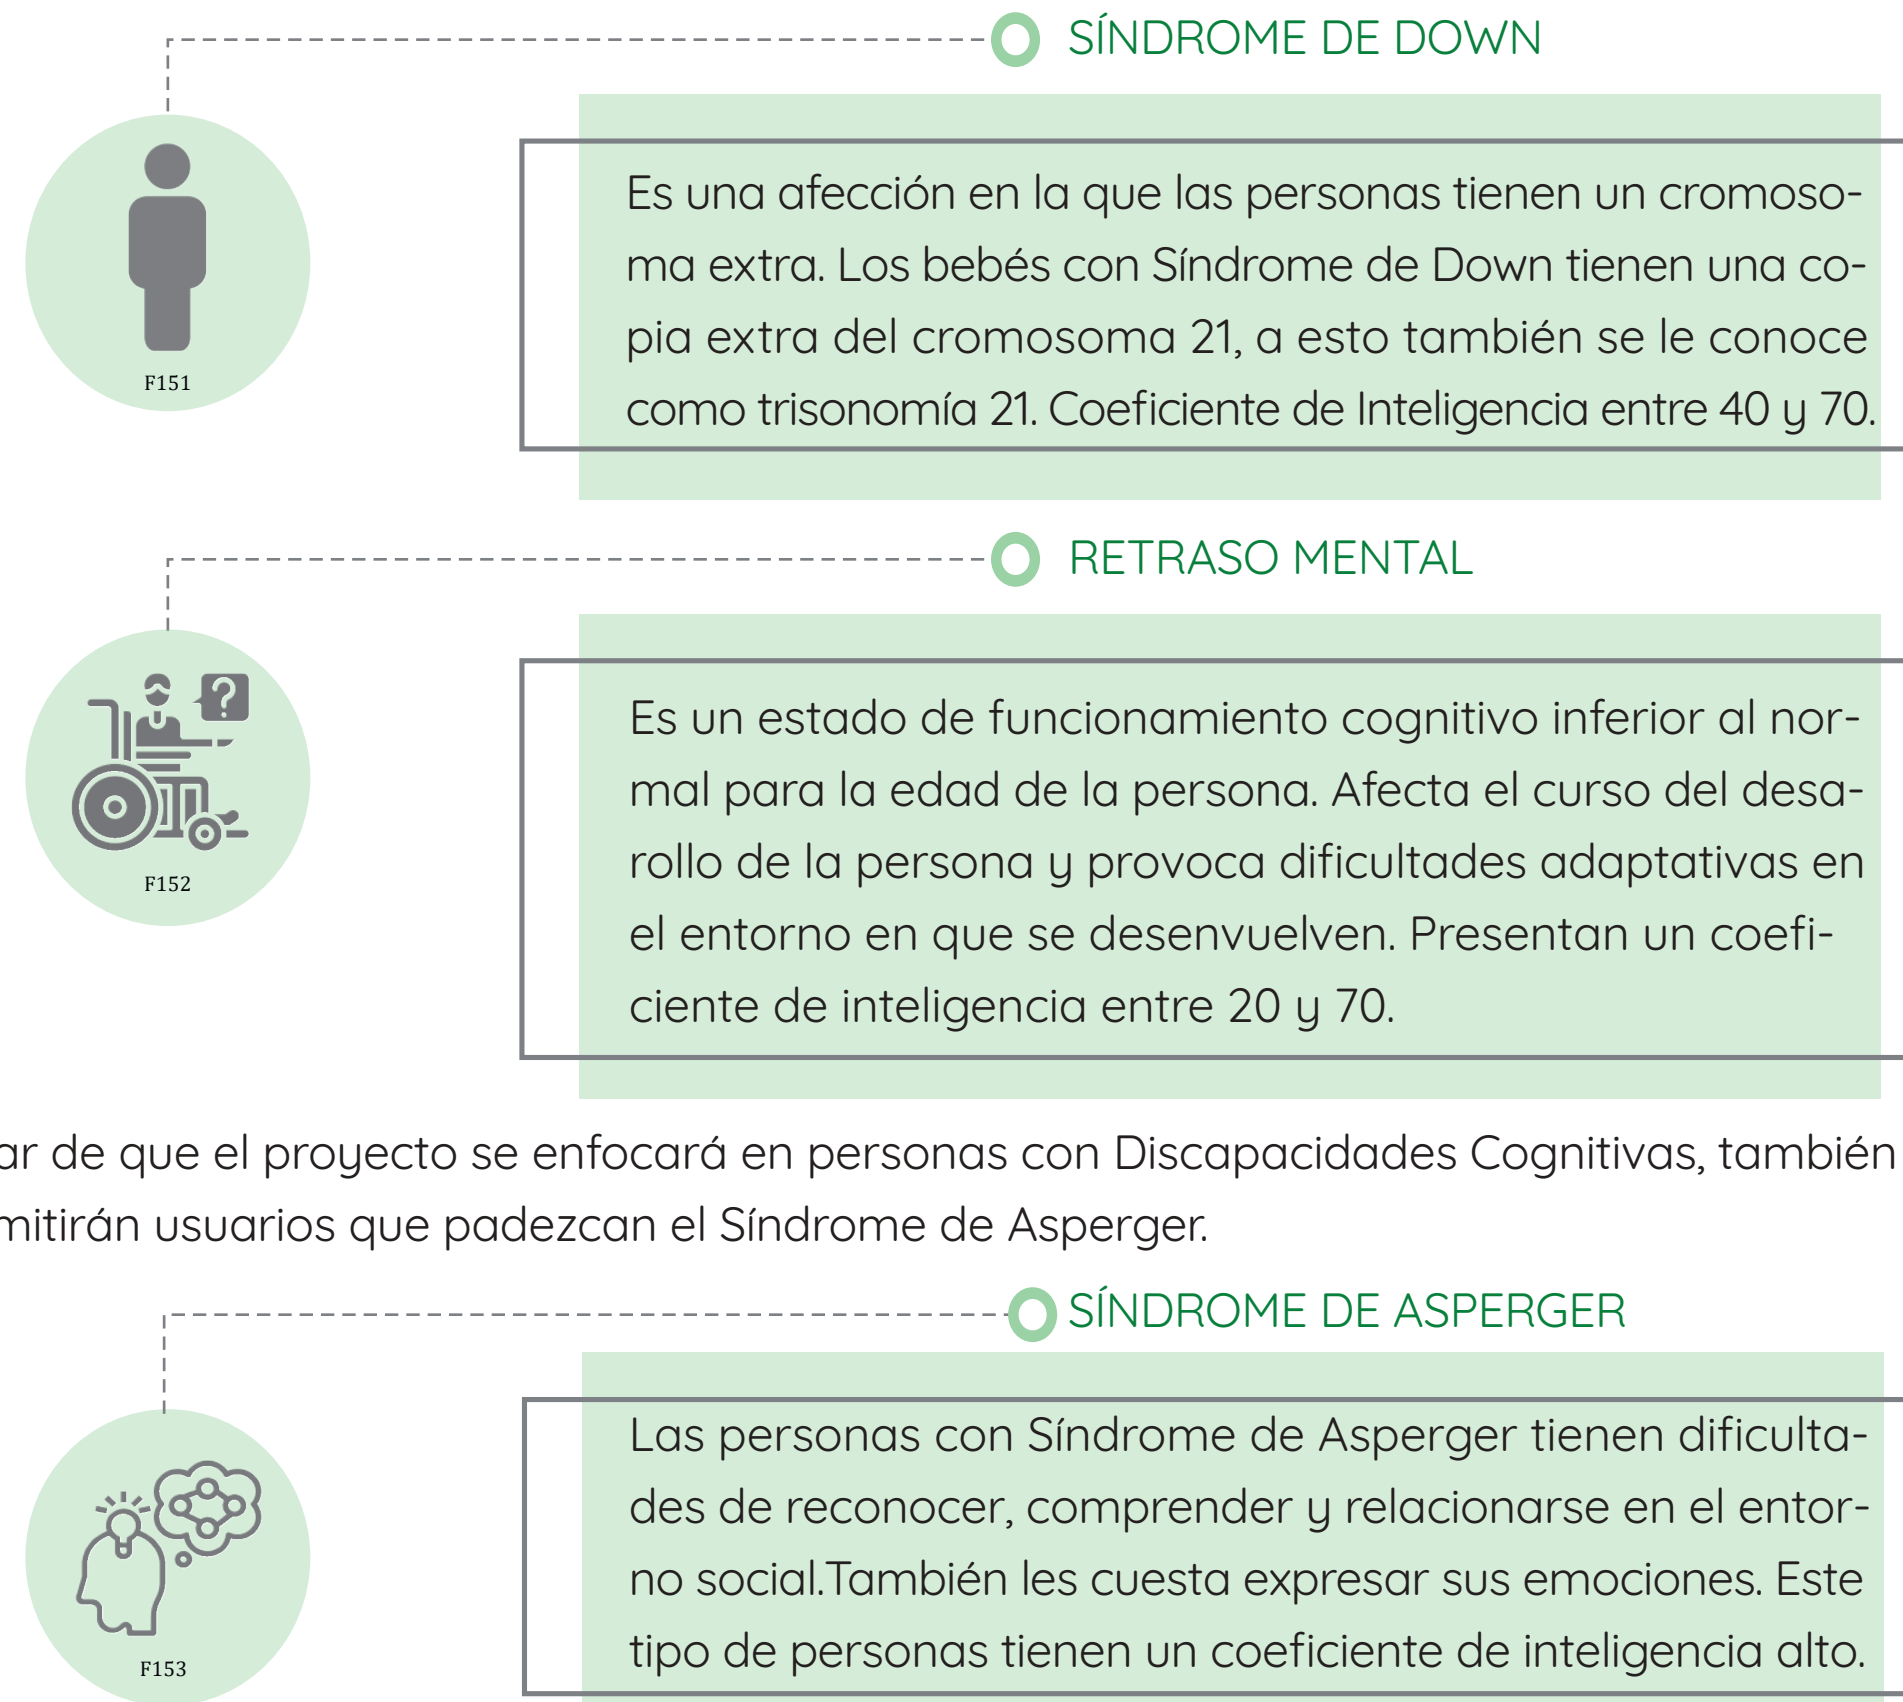 SÍNDROME DE DOWN
Es una afección en la que las personas tienen un cromoso-
ma extra. Los bebés con Síndrome de Down tienen una co-
pia extra del cromosoma 21, a esto también se le conoce
como trisonomía 21. Coeficiente de Inteligencia entre 40 y 70.
F151
RETRASO MENTAL
Es un estado de funcionamiento cognitivo inferior al nor-
mal para la edad de la persona. Afecta el curso del desa-
rollo de la persona y provoca dificultades adaptativas en
el entorno en que se desenvuelven. Presentan un coefi-
ciente de inteligencia entre 20 y 70.
?
F152
ar de que el proyecto se enfocará en personas con Discapacidades Cognitivas, también
mitirán usuarios que padezcan el Síndrome de Asperger.
SÍNDROME DE ASPERGER
Las personas con Síndrome de Asperger tienen dificulta-
des de reconocer, comprender y relacionarse en el entor-
no social.También les cuesta expresar sus emociones. Este
tipo de personas tienen un coeficiente de inteligencia alto.
F153